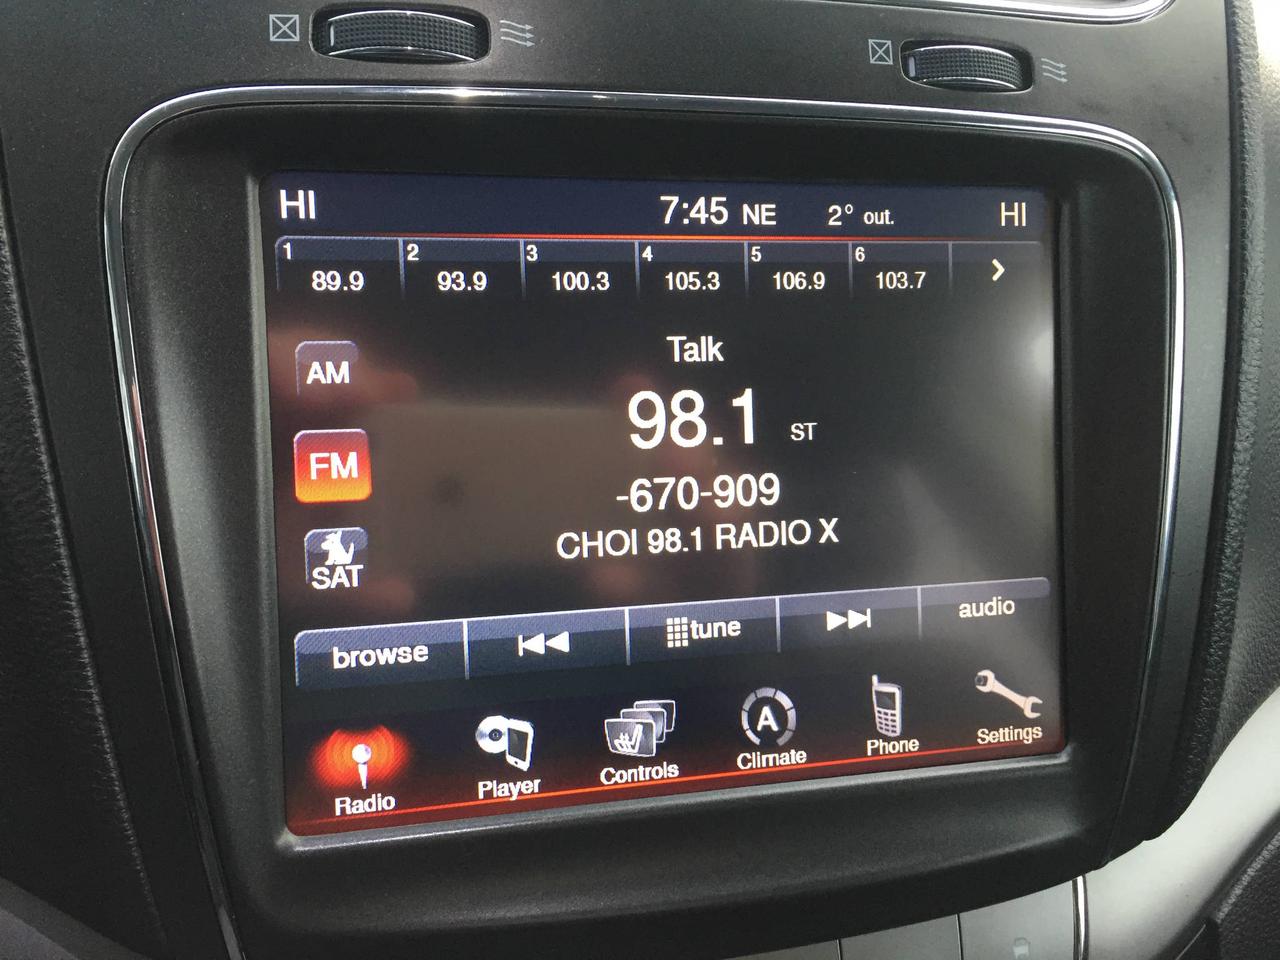 HI 7:45 NE 2° out. HI
1 2 3 4 5 6
89.9 93.9 100.3 105.3 106.9 103.7
Talk
AM
98.1 ST
FM
-670-909
CHOI 98.1 RADIO X
SAT
browse tune audio
Radio Player Controls Climate Phone Settings